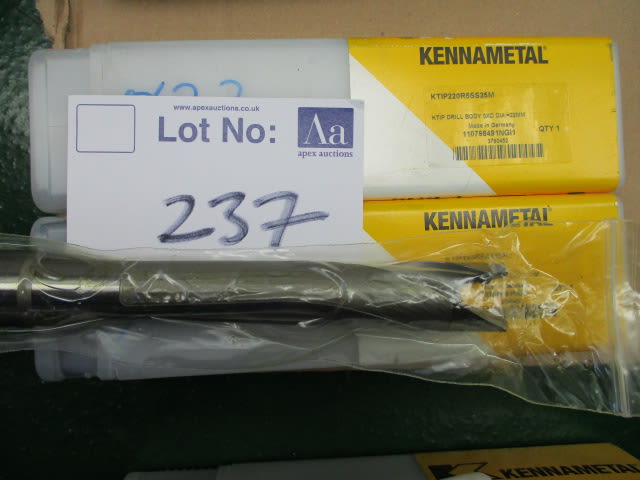 KENNAMETAL
KTIP220R5SS25M
KTIP DRILL BODY 5XD DIA=22MM
Made in Germany
QTY 1
www.apexauctions.co.uk
Lot No:
Aa
apex auctions
237
KENNAMETAL
KENNAMETAL